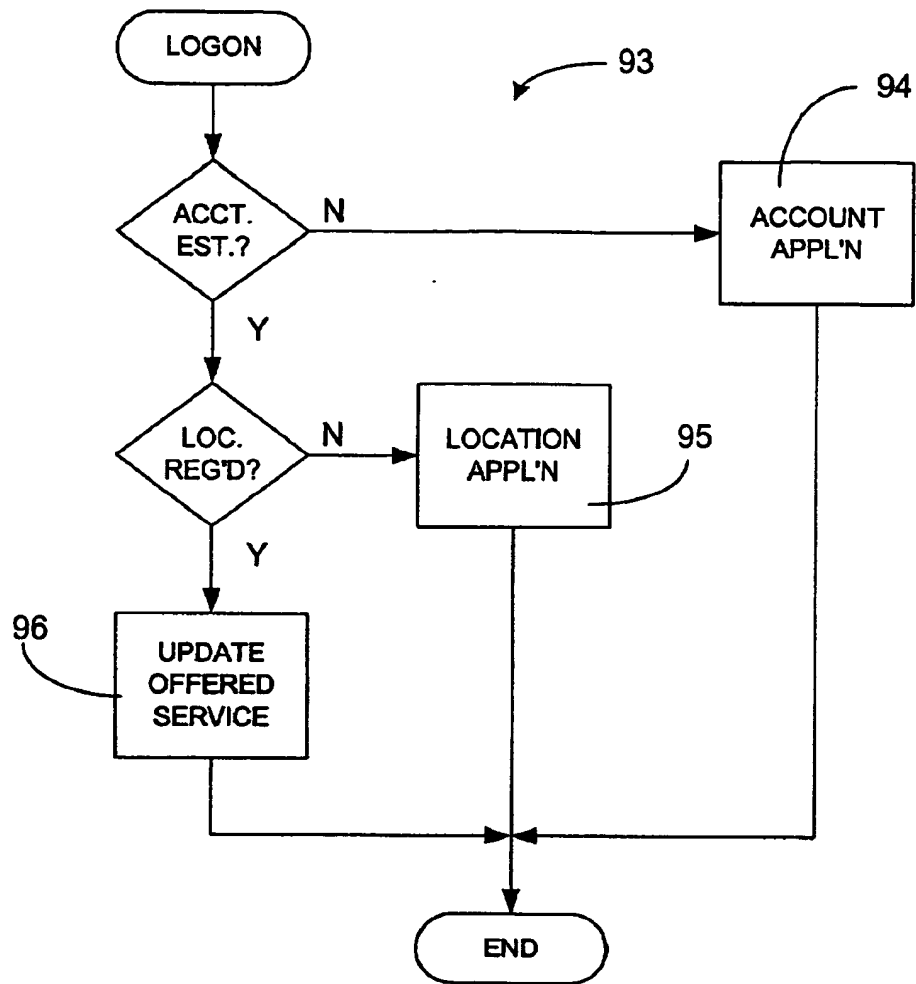 LOGON
93
94
ACCT.
EST.?
N
ACCOUNT
APPL'N
Y
LOC.
REG'D?
N
LOCATION
APPL'N
95
Y
96
UPDATE
OFFERED
SERVICE
END